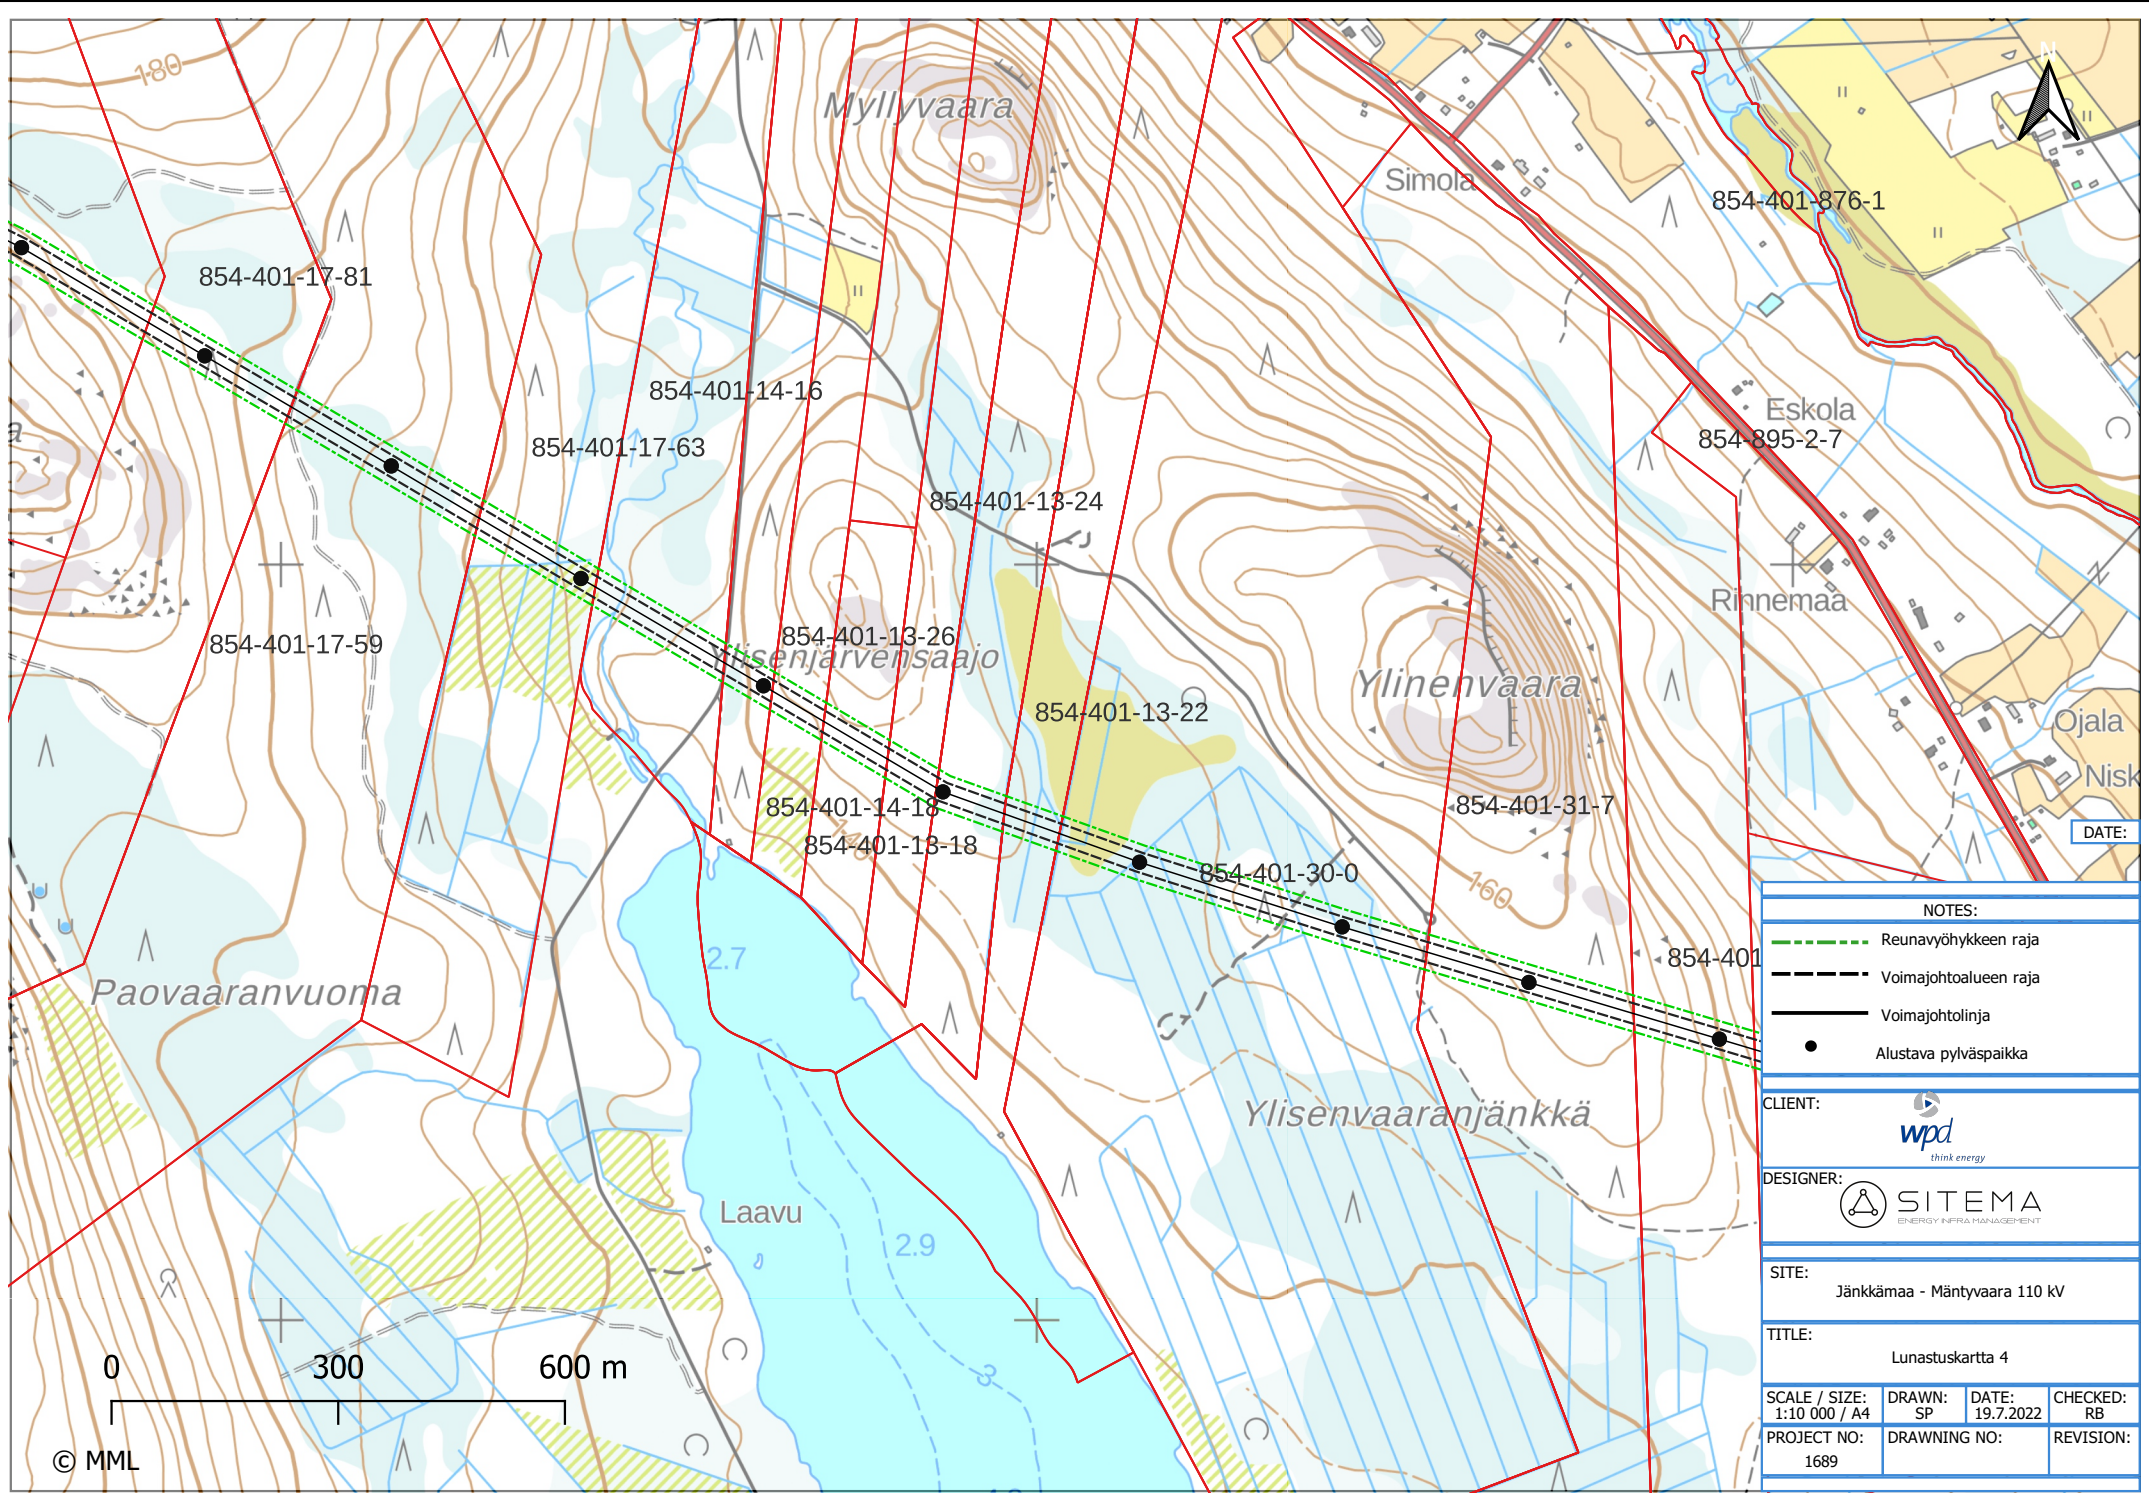 180
Myllyvaara
N
Simola
854-401-876-1
854-401-17-81
854-401-14-16
Eskola
854-895-2-7
a
854-401-17-63
854-401-13-24
Rinnemaa
854-401-17-59
854-401-13-26
Ylisenjärvensaajo
Ylinenvaara
854-401-13-22
Ojala
Nisk
854-401-14-18
854-401-31-7
140
854-401-13-18
854-401-30-0
160
854-401
2.7
Paovaaranvuoma
Ylisenvaaranjänkkä
Laavu
2.9
3
0 300 600 m
© MML
DATE:
NOTES:
Reunavyöhykkeen raja
Voimajohtoalueen raja
Voimajohtolinja
Alustava pylväspaikka
CLIENT:
wpd
think energy
DESIGNER:
SITEMA
ENERGY INFRA MANAGEMENT
SITE:
Jänkkämaa - Mäntyvaara 110 kV
TITLE:
Lunastuskartta 4
SCALE / SIZE: DRAWN: DATE: CHECKED:
1:10 000 / A4 SP 19.7.2022 RB
PROJECT NO: DRAWING NO: REVISION:
1689